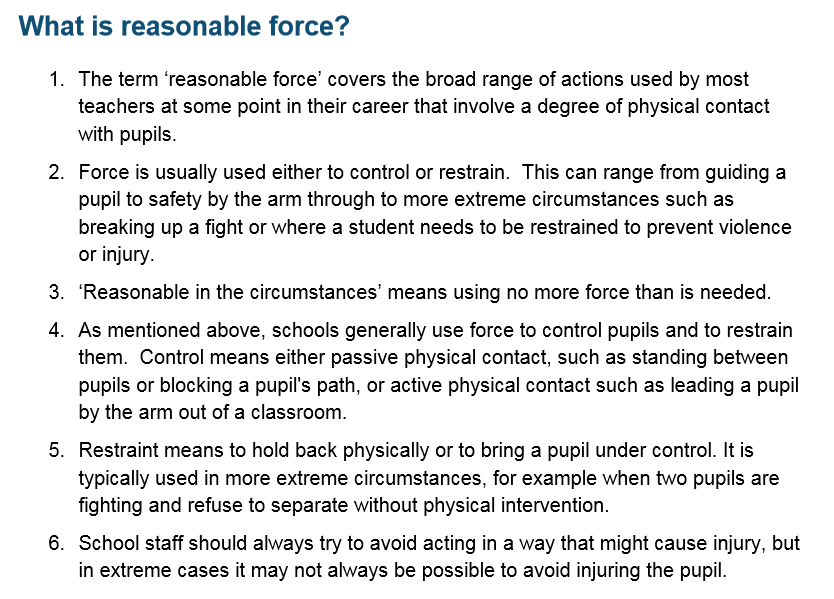 What is reasonable force?
1. The term ‘reasonable force’ covers the broad range of actions used by most
teachers at some point in their career that involve a degree of physical contact
with pupils.
2. Force is usually used either to control or restrain.  This can range from guiding a
pupil to safety by the arm through to more extreme circumstances such as
breaking up a fight or where a student needs to be restrained to prevent violence
or injury.
3. ‘Reasonable in the circumstances’ means using no more force than is needed.
4. As mentioned above, schools generally use force to control pupils and to restrain
them.  Control means either passive physical contact, such as standing between
pupils or blocking a pupil's path, or active physical contact such as leading a pupil
by the arm out of a classroom.
5. Restraint means to hold back physically or to bring a pupil under control. It is
typically used in more extreme circumstances, for example when two pupils are
fighting and refuse to separate without physical intervention.
6. School staff should always try to avoid acting in a way that might cause injury, but
in extreme cases it may not always be possible to avoid injuring the pupil.